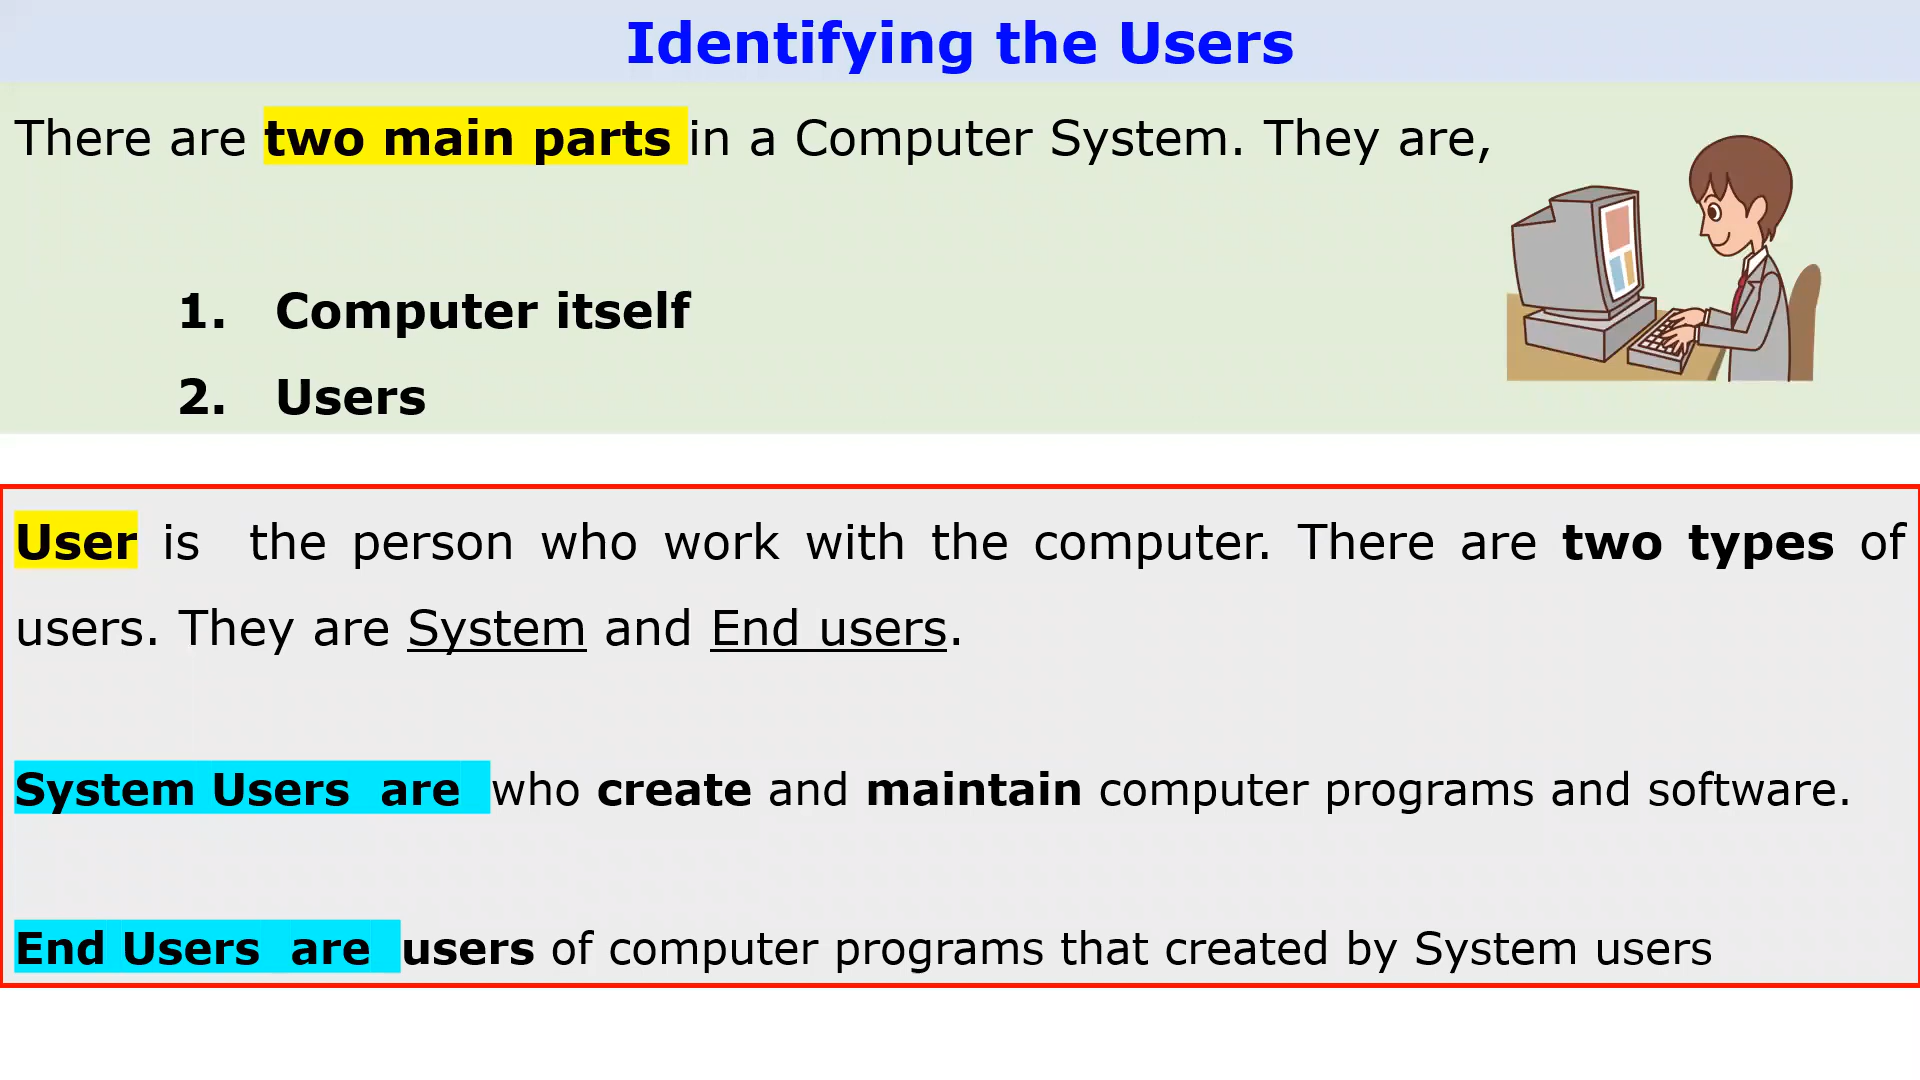 Identifying the Users
There are two main parts in a Computer System. They are,
1. Computer itself
2. Users
User is the person who work with the computer. There are two types of
users. They are System and End users.
System Users are who create and maintain computer programs and software.
End Users are users of computer programs that created by System users